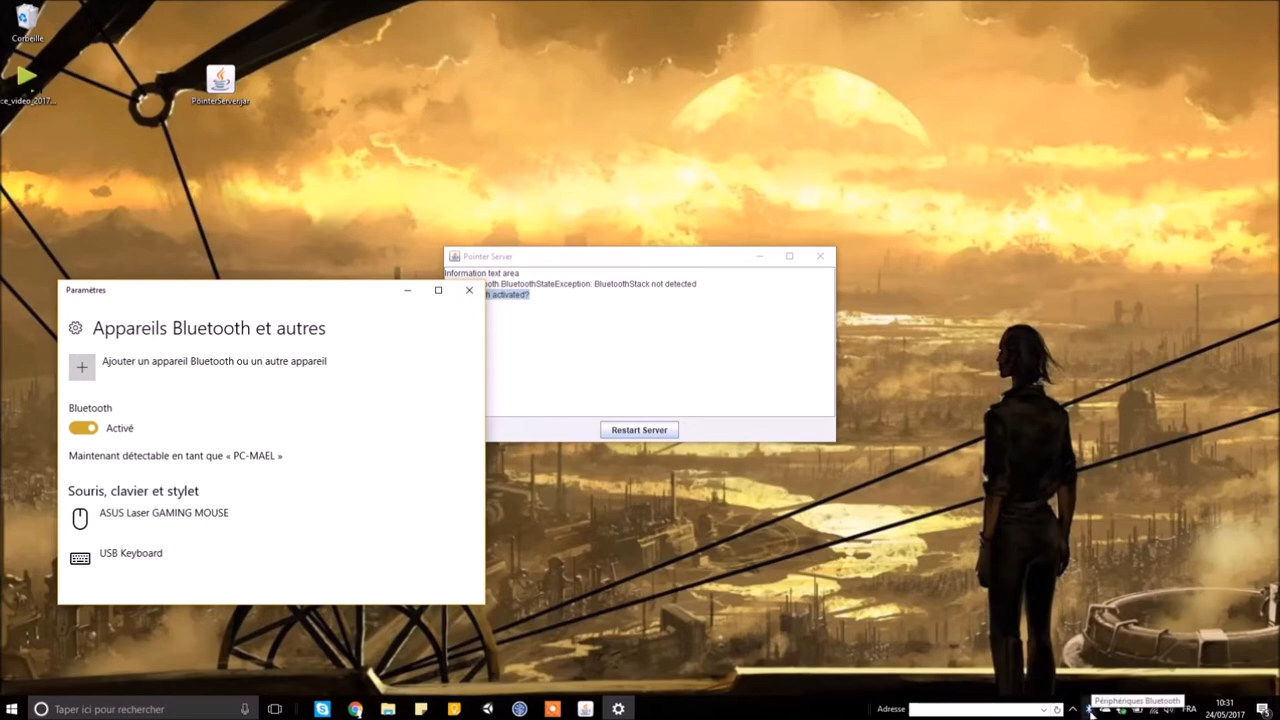 Corbeille
ce_video_2017...
PointerServer.jar
Pointer Server
Information text area
oth.BluetoothStateException: BluetoothStack not detected
h activated?
Restart Server
Paramètres
Appareils Bluetooth et autres
Ajouter un appareil Bluetooth ou un autre appareil
Bluetooth
Activé
Maintenant détectable en tant que « PC-MAEL »
Souris, clavier et stylet
ASUS Laser GAMING MOUSE
USB Keyboard
Périphériques Bluetooth
Taper ici pour rechercher
Adresse
FRA
10:31
24/05/2017